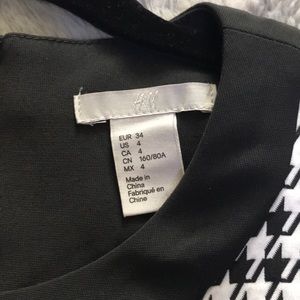 H&M
EUR 34
US 4
CA 4
CN 160/80A
MX 4
Made in
China
Fabriqué en
Chine